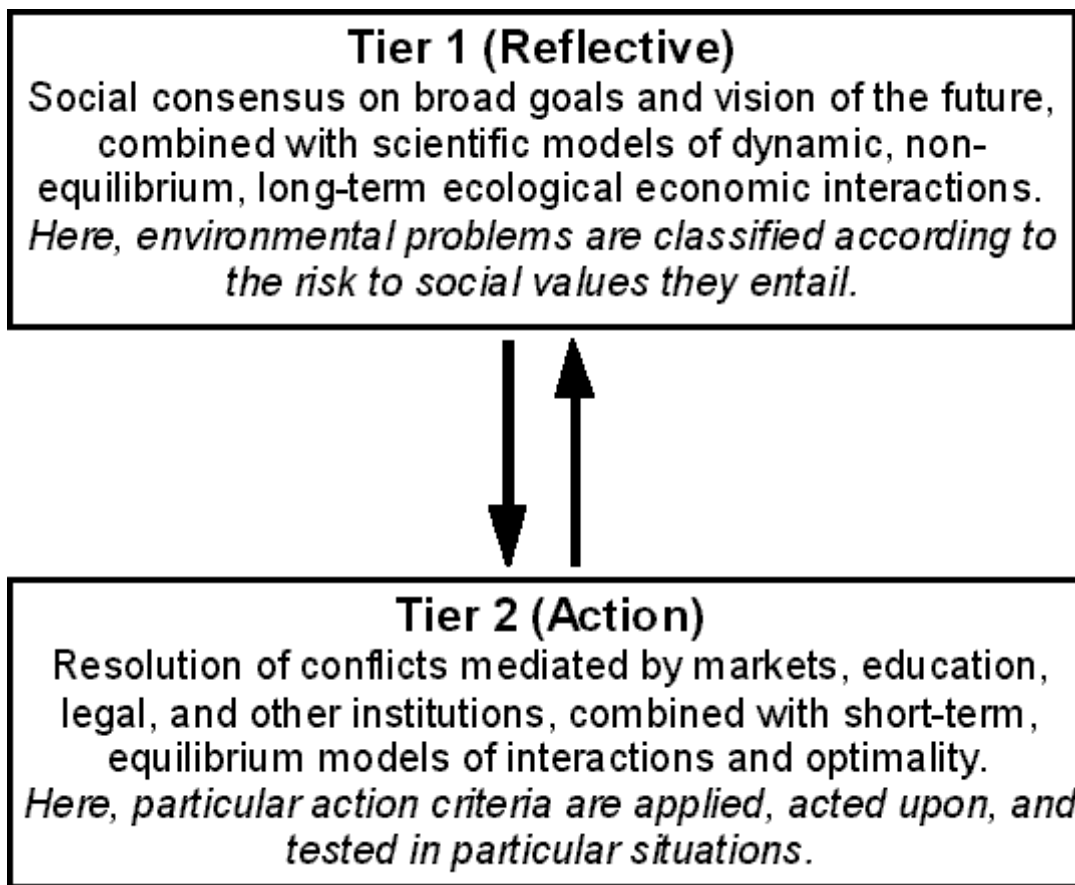 Tier 1 (Reflective)
Social consensus on broad goals and vision of the future,
combined with scientific models of dynamic, non-
equilibrium, long-term ecological economic interactions.
Here, environmental problems are classified according to
the risk to social values they entail.
Tier 2 (Action)
Resolution of conflicts mediated by markets, education,
legal, and other institutions, combined with short-term,
equilibrium models of interactions and optimality.
Here, particular action criteria are applied, acted upon, and
tested in particular situations.